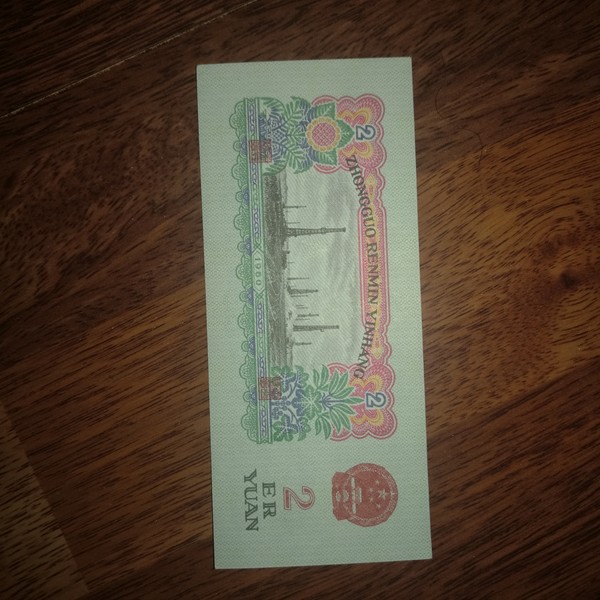 ZHONGGUO RENMIN YINHANG
2
2
1960
2
ER
YUAN